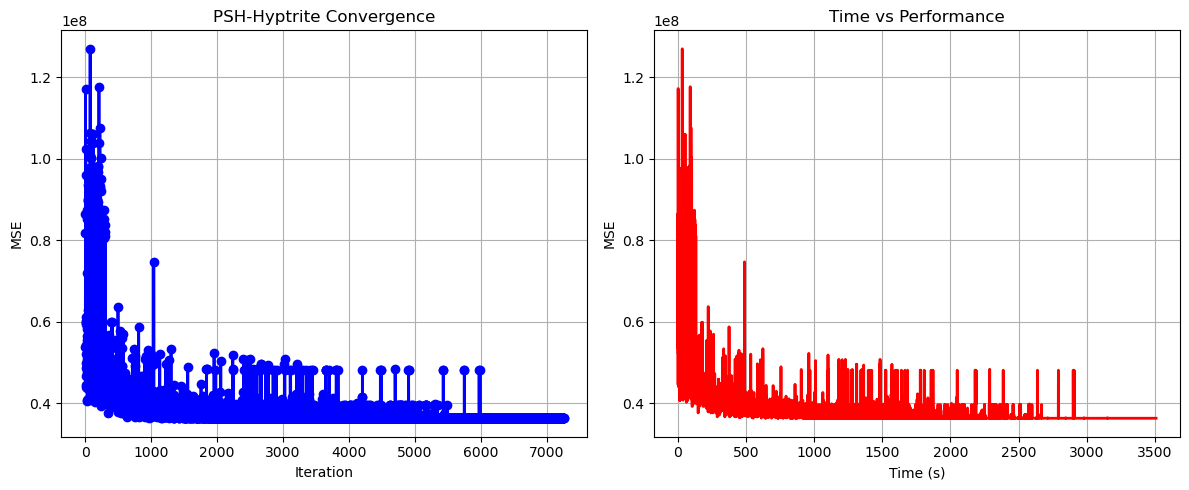 PSH-Hyptrite Convergence
1e8
1.2
1.0
0.8
0.6
0.4
MSE
0 1000 2000 3000 4000 5000 6000 7000
Iteration
Time vs Performance
1e8
1.2
1.0
0.8
0.6
0.4
MSE
0 500 1000 1500 2000 2500 3000 3500
Time (s)